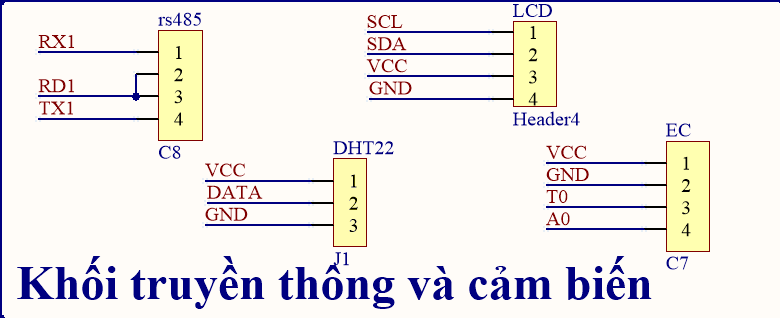 rs485
RX1
1
2
RD1
3
TX1
4
C8
LCD
SCL
1
SDA
2
VCC
3
GND
4
Header4
DHT22
VCC
1
DATA
2
GND
3
J1
EC
VCC
1
GND
2
T0
3
A0
4
C7
Khối truyền thông và cảm biến